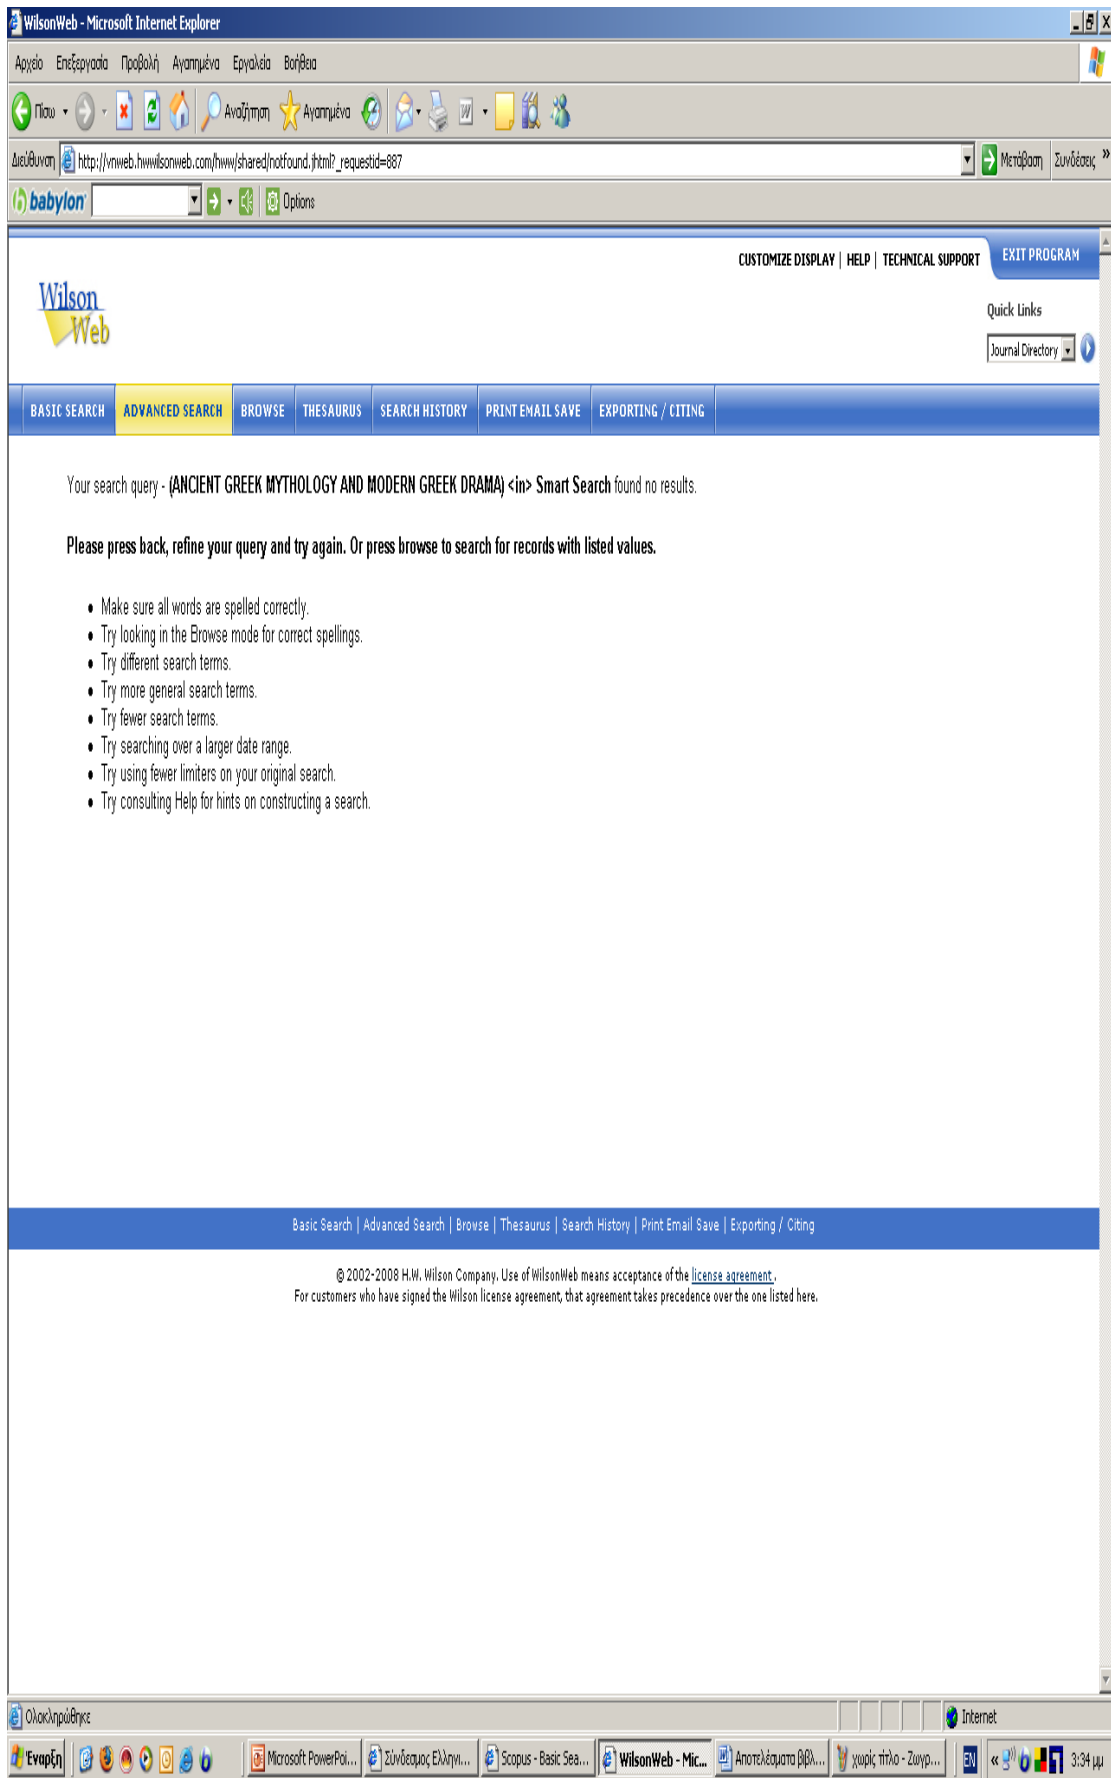 WilsonWeb - Microsoft Internet Explorer
Αρχείο Επεξεργασία Προβολή Αγαπημένα Εργαλεία Βοήθεια
Πίσω Αναζήτηση Αγαπημένα
Διεύθυνση http://vnweb.hwwilsonweb.com/hww/shared/notfound.jhtml?_requestid=887 Μετάβαση Συνδέσεις »
babylon Options
CUSTOMIZE DISPLAY | HELP | TECHNICAL SUPPORT EXIT PROGRAM
Wilson
Web
Quick Links
Journal Directory
BASIC SEARCH ADVANCED SEARCH BROWSE THESAURUS SEARCH HISTORY PRINT EMAIL SAVE EXPORTING / CITING
Your search query - (ANCIENT GREEK MYTHOLOGY AND MODERN GREEK DRAMA) <in> Smart Search found no results.
Please press back, refine your query and try again. Or press browse to search for records with listed values.
• Make sure all words are spelled correctly.
• Try looking in the Browse mode for correct spellings.
• Try different search terms.
• Try more general search terms.
• Try fewer search terms.
• Try searching over a larger date range.
• Try using fewer limiters on your original search.
• Try consulting Help for hints on constructing a search.
Basic Search | Advanced Search | Browse | Thesaurus | Search History | Print Email Save | Exporting / Citing
© 2002-2008 H.W. Wilson Company. Use of WilsonWeb means acceptance of the license agreement .
For customers who have signed the Wilson license agreement, that agreement takes precedence over the one listed here.
Ολοκληρώθηκε Internet
Έναρξη Microsoft PowerPoi... Σύνδεσμος Ελληνι... Scopus - Basic Sea... WilsonWeb - Mic... Αποτελέσματα βιβλ... χωρίς τίτλο - Ζωγρ... EN « 3:34 μμ